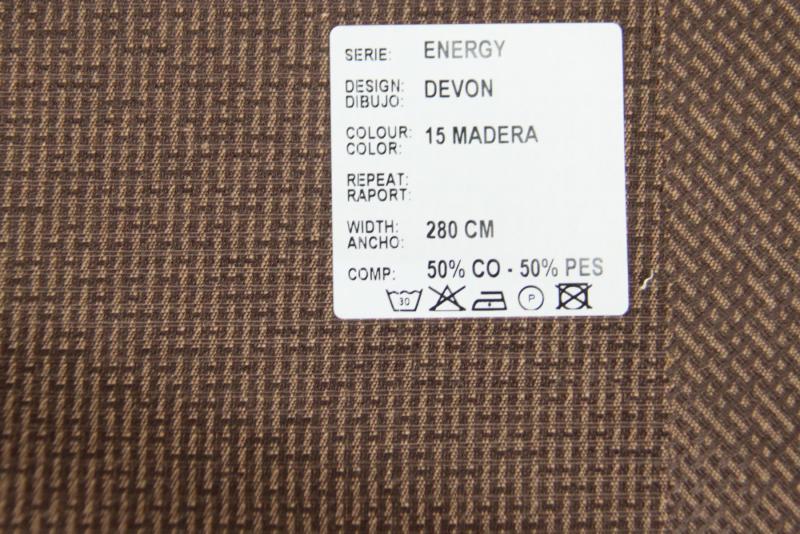 SERIE: ENERGY
DESIGN: DEVON
DIBUJO:
COLOUR: 15 MADERA
COLOR:
REPEAT:
RAPORT:
WIDTH: 280 CM
ANCHO:
COMP: 50% CO - 50% PES
30 P